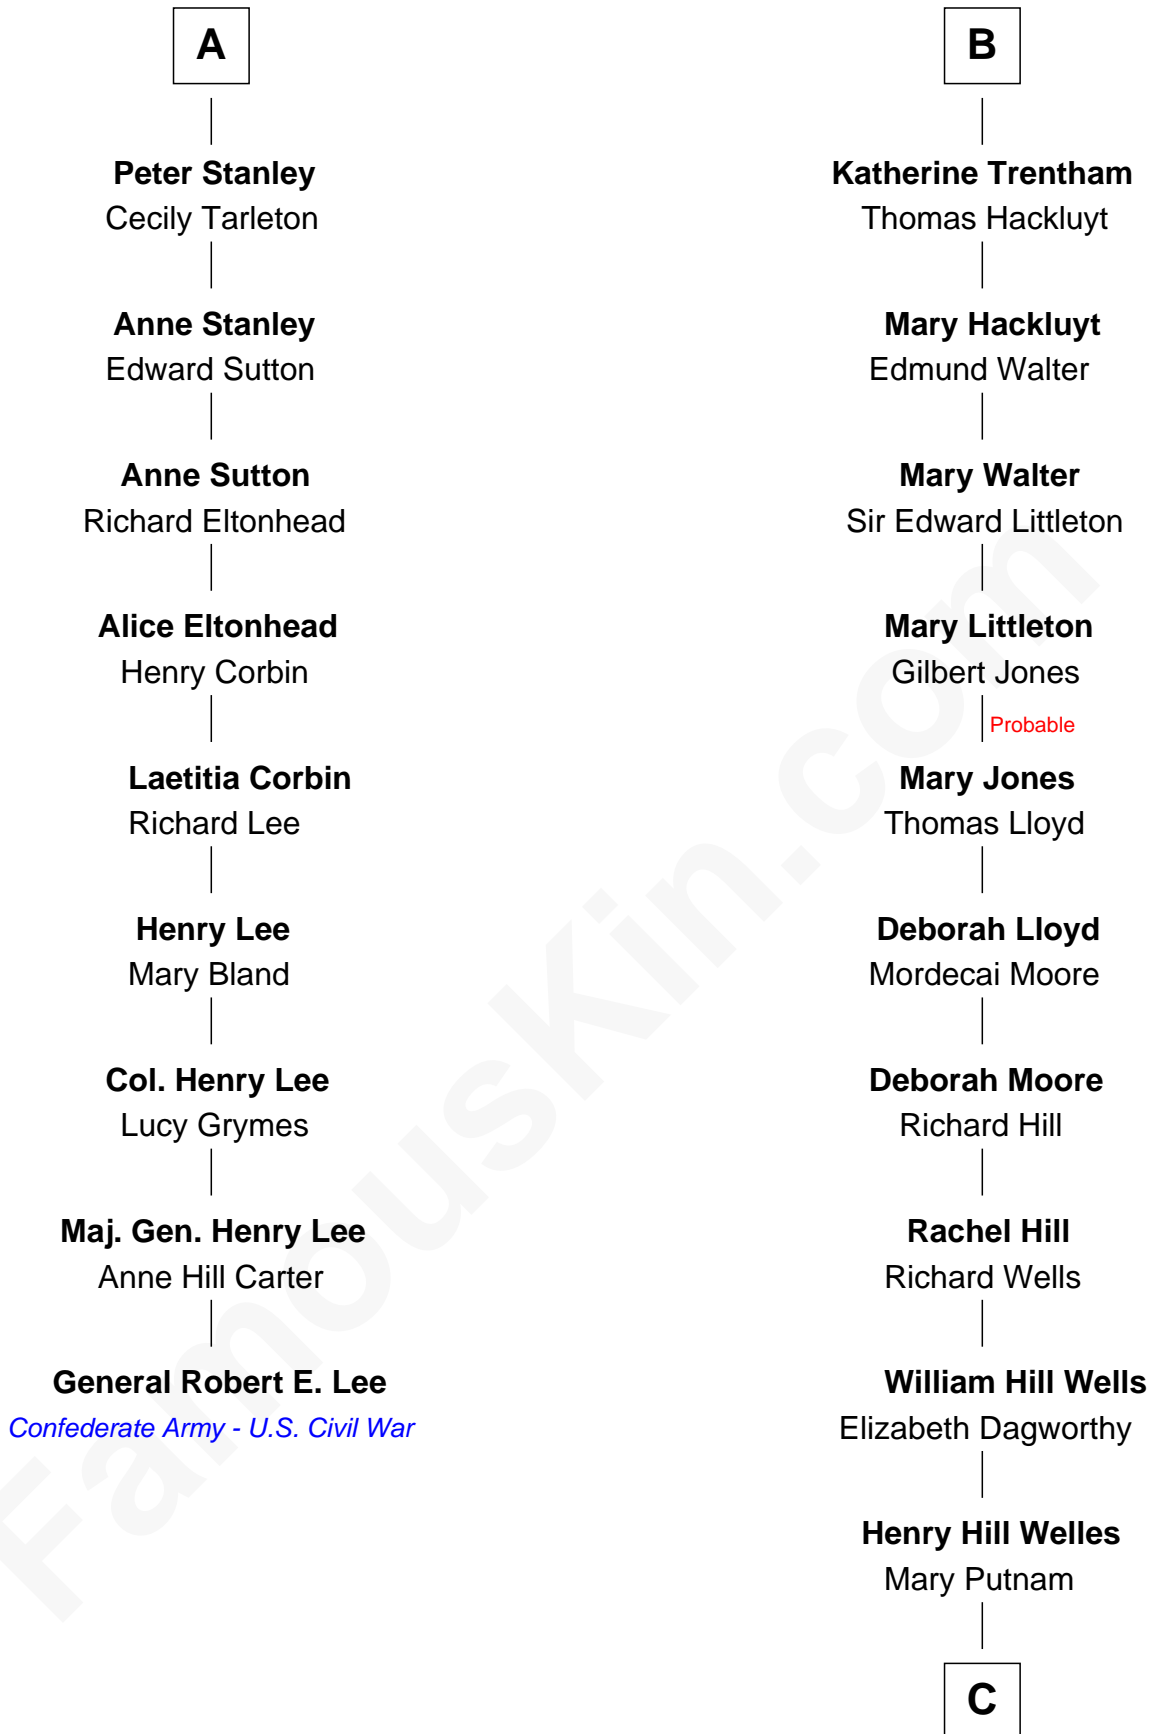 A
Peter Stanley
Cecily Tarleton
Anne Stanley
Edward Sutton
Anne Sutton
Richard Eltonhead
Alice Eltonhead
Henry Corbin
Laetitia Corbin
Richard Lee
Henry Lee
Mary Bland
Col. Henry Lee
Lucy Grymes
Maj. Gen. Henry Lee
Anne Hill Carter
General Robert E. Lee
Confederate Army - U.S. Civil War
B
Katherine Trentham
Thomas Hackluyt
Mary Hackluyt
Edmund Walter
Mary Walter
Sir Edward Littleton
Mary Littleton
Gilbert Jones
Probable
Mary Jones
Thomas Lloyd
Deborah Lloyd
Mordecai Moore
Deborah Moore
Richard Hill
Rachel Hill
Richard Wells
William Hill Wells
Elizabeth Dagworthy
Henry Hill Welles
Mary Putnam
C
FamousKin.com